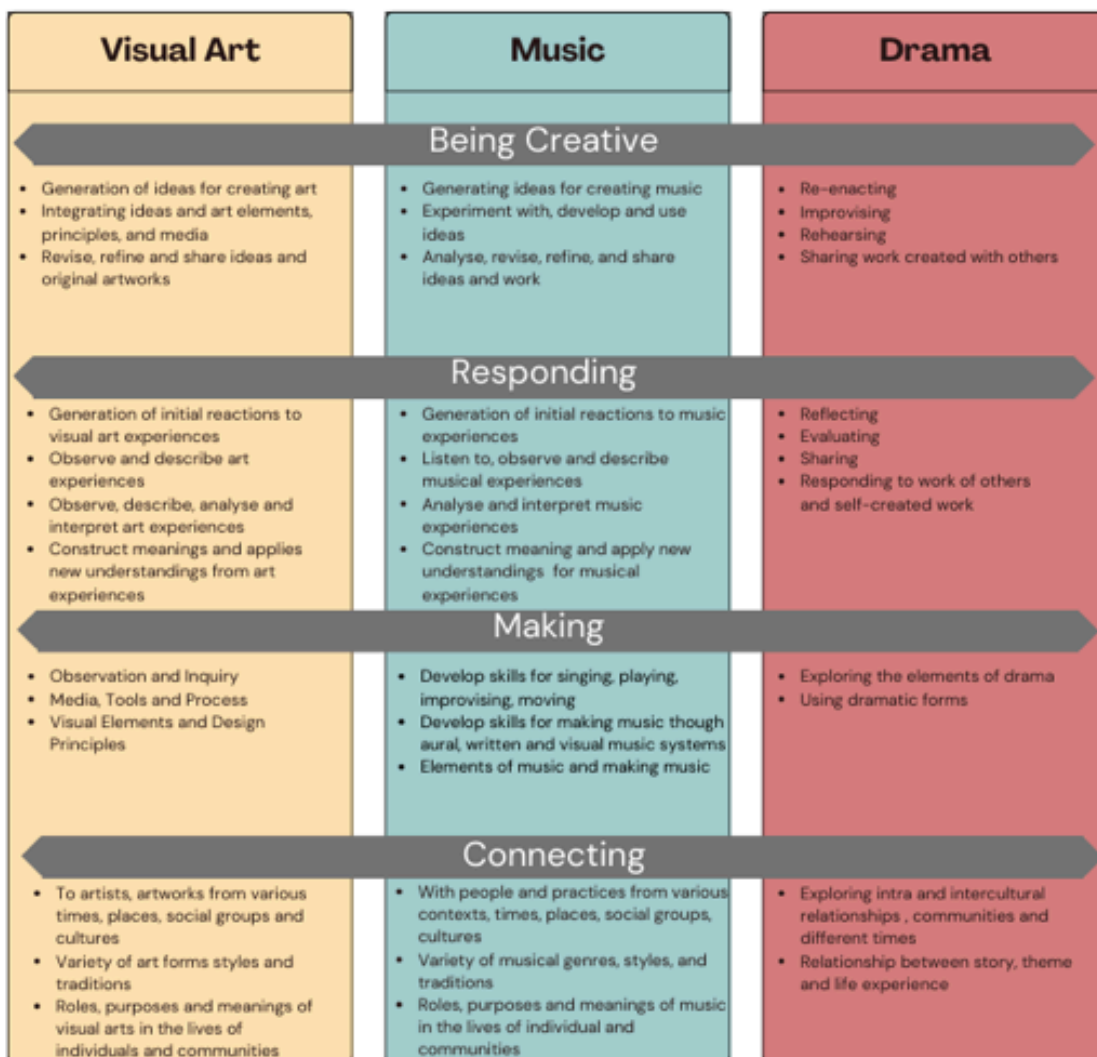 Visual Art
Music
Drama
Being Creative
• Generation of ideas for creating art
• Integrating ideas and art elements,
principles, and media
• Revise, refine and share ideas and
original artworks
• Generating ideas for creating music
• Experiment with, develop and use
ideas
• Analyse, revise, refine, and share
ideas and work
• Re-enacting
• Improvising
• Rehearsing
• Sharing work created with others
Responding
• Generation of initial reactions to
visual art experiences
• Observe and describe art
experiences
• Observe, describe, analyse and
interpret art experiences
• Construct meanings and applies
new understandings from art
experiences
• Generation of initial reactions to music
experiences
• Listen to, observe and describe
musical experiences
• Analyse and interpret music
experiences
• Construct meaning and apply new
understandings for musical
experiences
• Reflecting
• Evaluating
• Sharing
• Responding to work of others
and self-created work
Making
• Observation and Inquiry
• Media, Tools and Process
• Visual Elements and Design
Principles
• Develop skills for singing, playing,
improvising, moving
• Develop skills for making music though
aural, written and visual music systems
• Elements of music and making music
• Exploring the elements of drama
• Using dramatic forms
Connecting
• To artists, artworks from various
times, places, social groups and
cultures
• Variety of art forms styles and
traditions
• Roles, purposes and meanings of
visual arts in the lives of
individuals and communities
• With people and practices from various
contexts, times, places, social groups,
cultures
• Variety of musical genres, styles, and
traditions
• Roles, purposes and meanings of music
in the lives of individual and
communities
• Exploring intra and intercultural
relationships , communities and
different times
• Relationship between story, theme
and life experience